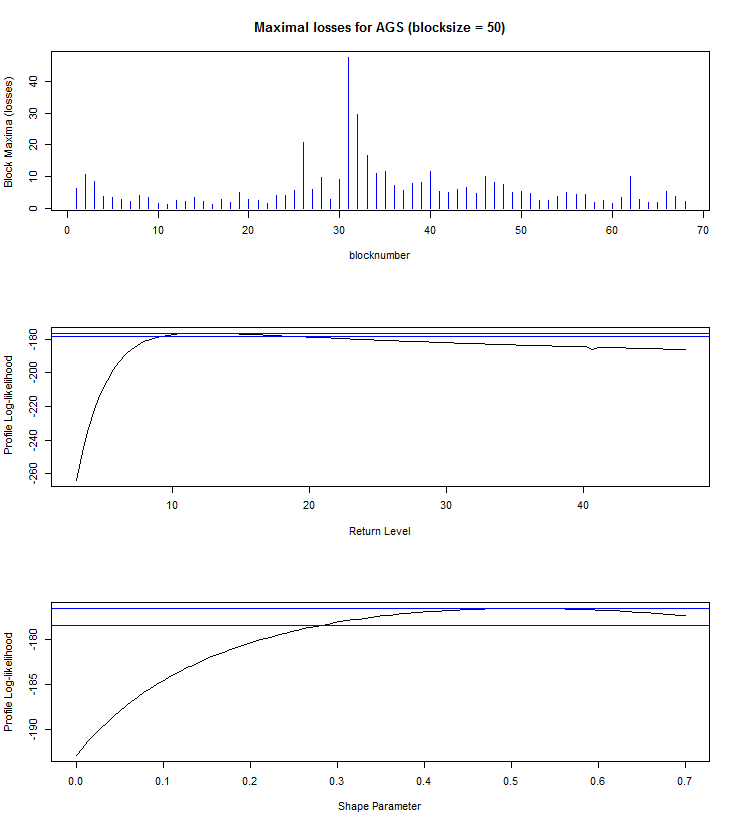 Maximal losses for AGS (blocksize = 50)
Block Maxima (losses)
0 10 20 30 40
0 10 20 30 40 50 60 70
blocknumber
Profile Log-likelihood
-260 -240 -220 -200 -180
10 20 30 40
Return Level
Profile Log-likelihood
-190 -185 -180
0.0 0.1 0.2 0.3 0.4 0.5 0.6 0.7
Shape Parameter